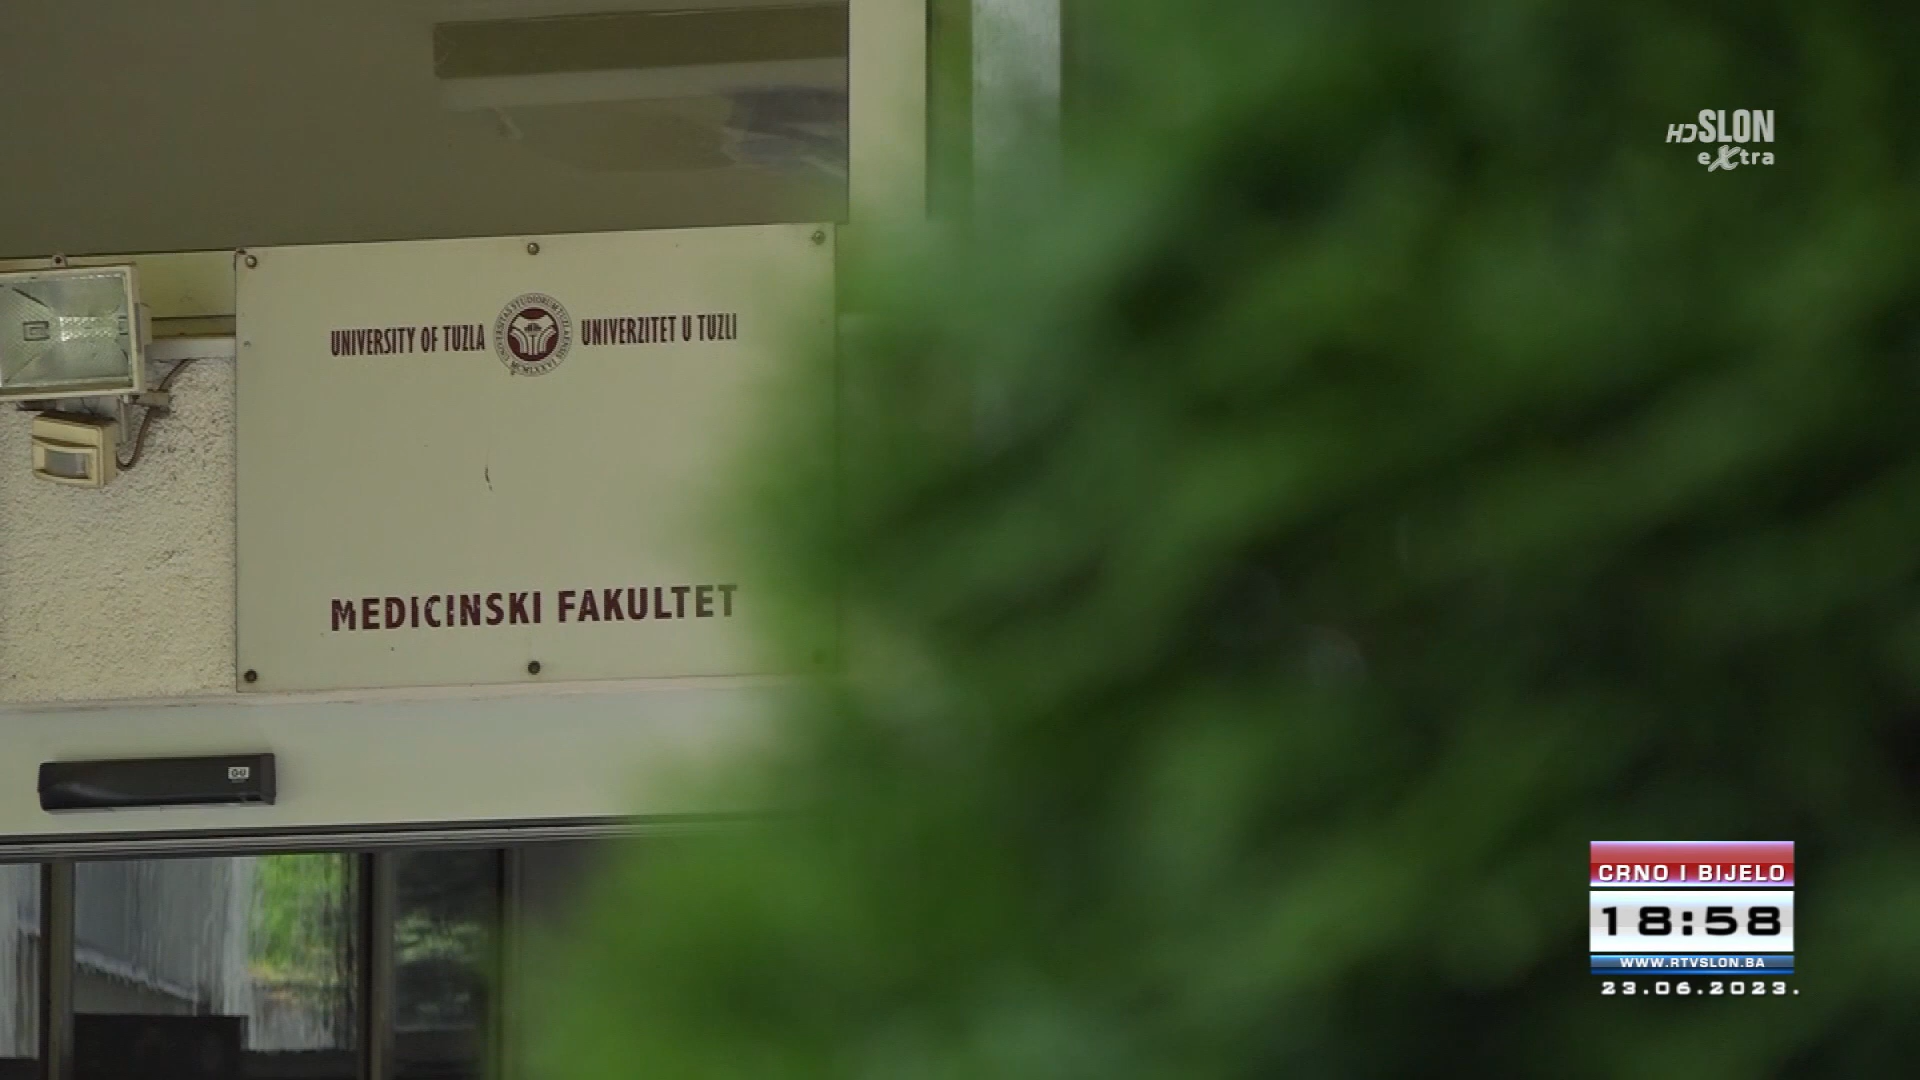 HD SLON
extra
UNIVERSITY OF TUZLA UNIVERZITET U TUZLI
MEDICINSKI FAKULTET
GU
CRNO I BIJELO
18:58
WWW.RTVSLON.BA
23.06.2023.